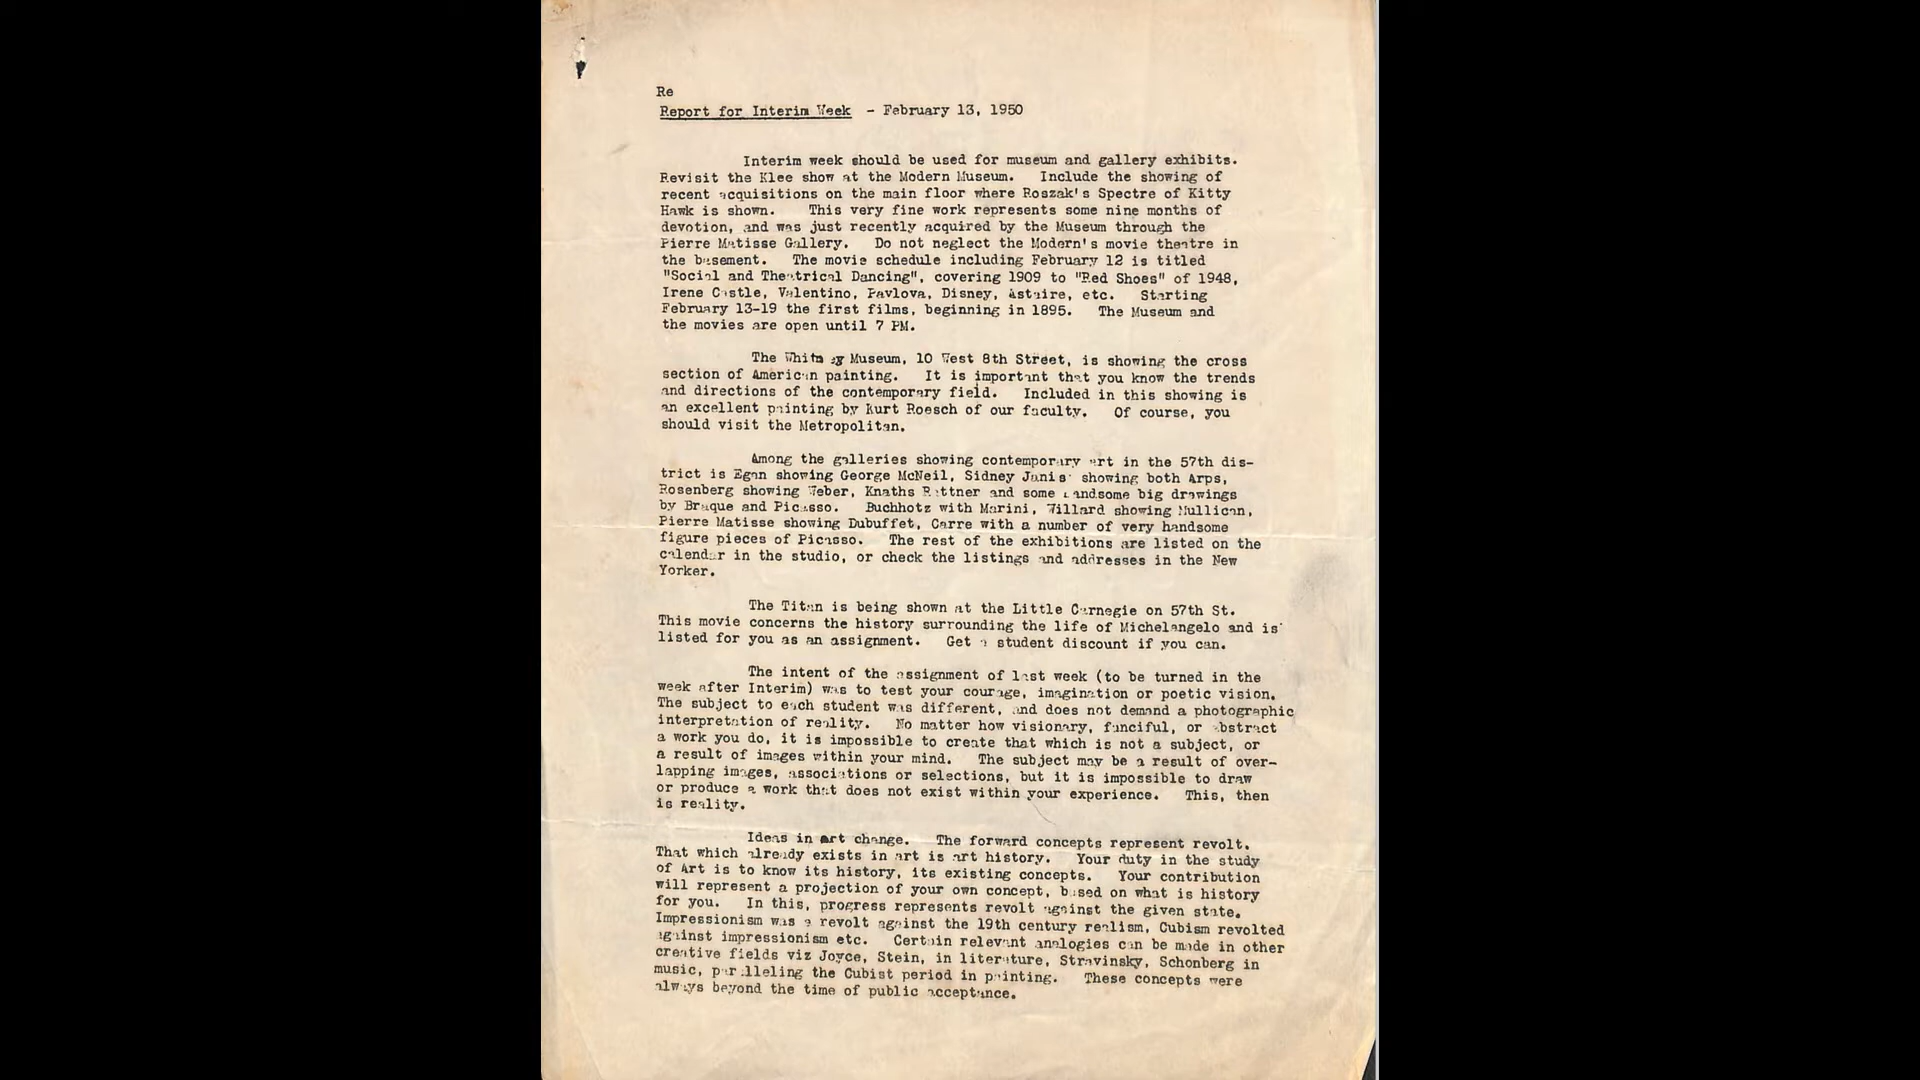 Re
Report for Interim Week - February 13, 1950
Interim week should be used for museum and gallery exhibits.
Revisit the Klee show at the Modern Museum. Include the showing of
recent acquisitions on the main floor where Roszak's Spectre of Kitty
Hawk is shown. This very fine work represents some nine months of
devotion, and was just recently acquired by the Museum through the
Pierre Matisse Gallery. Do not neglect the Modern's movie theatre in
the basement. The movie schedule including February 12 is titled
"Social and Theatrical Dancing", covering 1909 to "Red Shoes" of 1948,
Irene Castle, Valentino, Pavlova, Disney, Astaire, etc. Starting
February 13-19 the first films, beginning in 1895. The Museum and
the movies are open until 7 PM.
The Museum, 10 West 8th Street, is showing the cross
section of American painting. It is important that you know the trends
and directions of the contemporary field. Included in this showing is
an excellent painting by Kurt Roesch of our faculty. Of course, you
should visit the Metropolitan.
Among the galleries showing contemporary art in the 57th dis-
trict is Egan showing George McNeil, Sidney Janis showing both Arps,
Rosenberg showing Weber, Knaths Rattner and some handsome big drawings
by Braque and Picasso. Buchhotz with Marini, Willard showing Mullican,
Pierre Matisse showing Dubuffet, Carre with a number of very handsome
figure pieces of Picasso. The rest of the exhibitions are listed on the
calendar in the studio, or check the listings and addresses in the New
Yorker.
The Titan is being shown at the Little Carnegie on 57th St.
This movie concerns the history surrounding the life of Michelangelo and is
listed for you as an assignment. Get a student discount if you can.
The intent of the assignment of last week (to be turned in the
week after Interim) was to test your courage, imagination or poetic vision.
The subject to each student was different, and does not demand a photographic
interpretation of reality. No matter how visionary, fanciful, or abstract
a work you do, it is impossible to create that which is not a subject, or
a result of images within your mind. The subject may be a result of over-
lapping images, associations or selections, but it is impossible to draw
or produce a work that does not exist within your experience. This, then
is reality.
Ideas in art change. The forward concepts represent revolt.
That which already exists in art is art history. Your duty in the study
of Art is to know its history, its existing concepts. Your contribution
will represent a projection of your own concept, based on what is history
for you. In this, progress represents revolt against the given state.
Impressionism was a revolt against the 19th century realism, Cubism revolted
against impressionism etc. Certain relevant analogies can be made in other
creative fields viz Joyce, Stein, in literature, Stravinsky, Schonberg in
music, paralleling the Cubist period in painting. These concepts were
always beyond the time of public acceptance.